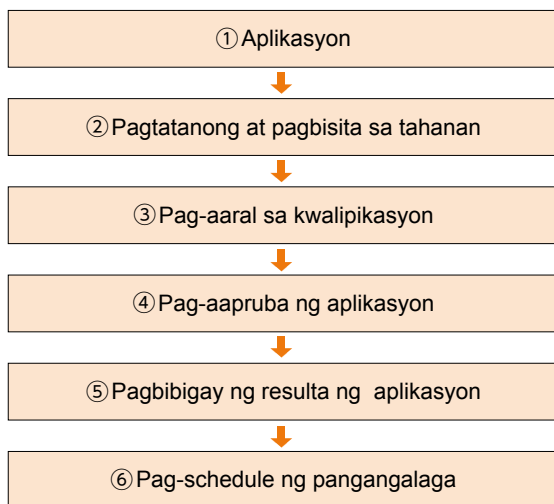 ①Aplikasyon
②Pagtatanong at pagbisita sa tahanan
③Pag-aaral sa kwalipikasyon
④Pag-aapruba ng aplikasyon
⑤Pagbibigay ng resulta ng  aplikasyon
⑥Pag-schedule ng pangangalaga